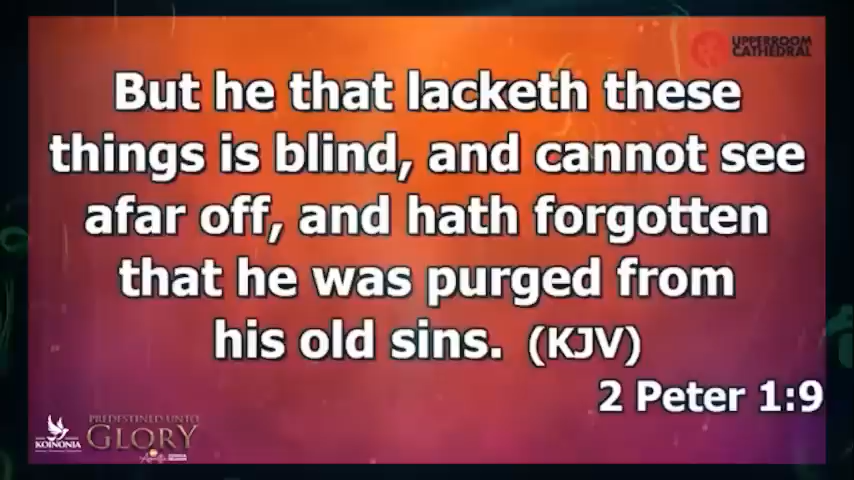 UPPERROOM
CATHEDRAL
But he that lacketh these
things is blind, and cannot see
afar off, and hath forgotten
that he was purged from
his old sins. (KJV)
2 Peter 1:9
KOINONIA
PREDESTINED UNTO
GLORY